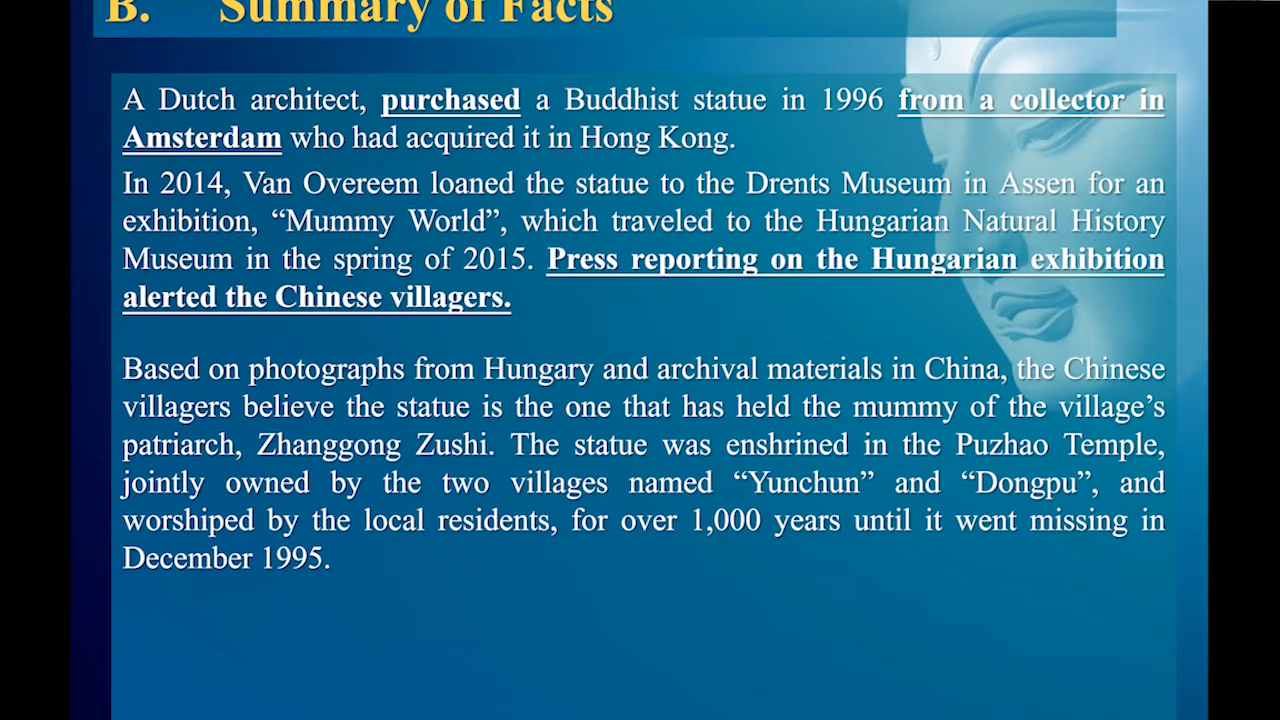 B. Summary of Facts
A Dutch architect, purchased a Buddhist statue in 1996 from a collector in
Amsterdam who had acquired it in Hong Kong.
In 2014, Van Overeem loaned the statue to the Drents Museum in Assen for an
exhibition, “Mummy World”, which traveled to the Hungarian Natural History
Museum in the spring of 2015. Press reporting on the Hungarian exhibition
alerted the Chinese villagers.
Based on photographs from Hungary and archival materials in China, the Chinese
villagers believe the statue is the one that has held the mummy of the village’s
patriarch, Zhanggong Zushi. The statue was enshrined in the Puzhao Temple,
jointly owned by the two villages named “Yunchun” and “Dongpu”, and
worshiped by the local residents, for over 1,000 years until it went missing in
December 1995.